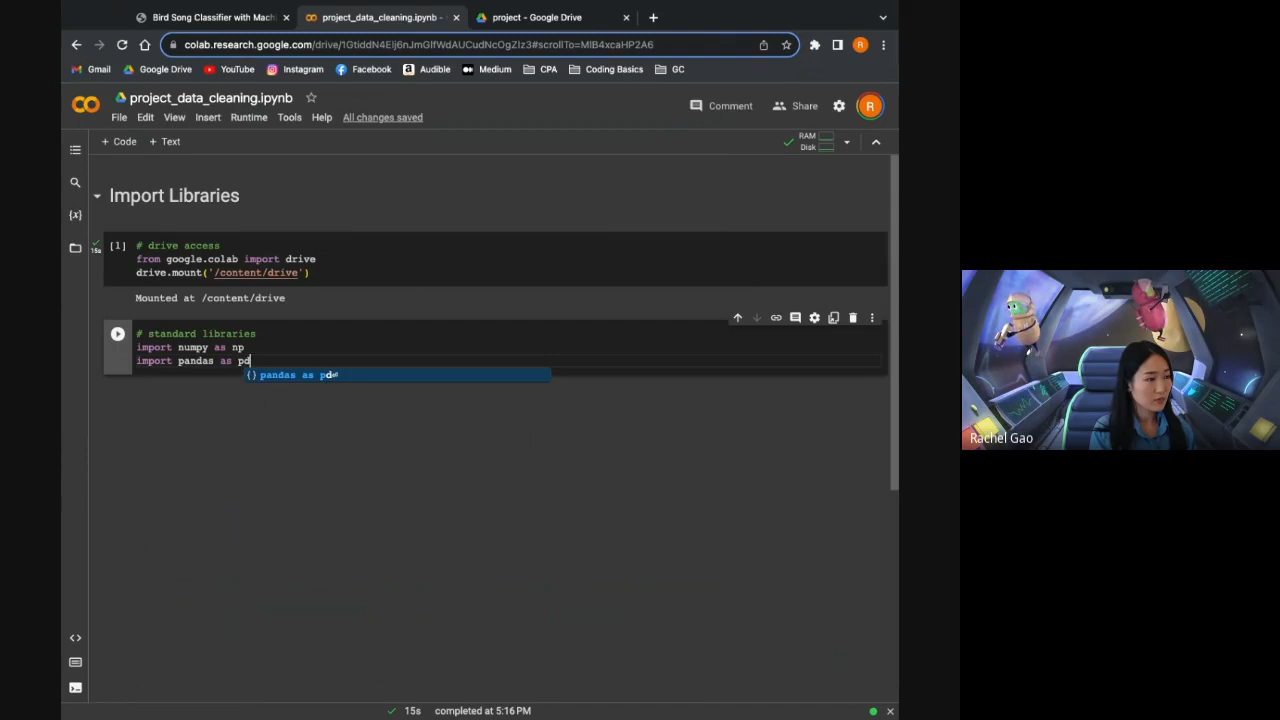 Bird Song Classifier with Mach
project_data_cleaning.ipynb -
project - Google Drive
colab.research.google.com/drive/1GtiddN4Elj6nJmGlfWdAUCudNcOgZlz3#scrollTo=MlB4xcaHP2A6
R
Gmail
Google Drive
YouTube
Instagram
Facebook
Audible
Medium
CPA
Coding Basics
GC
project_data_cleaning.ipynb
Comment
Share
R
File Edit View Insert Runtime Tools Help All changes saved
+ Code + Text
RAM
Disk
Import Libraries
15s
[1] # drive access
from google.colab import drive
drive.mount('/content/drive')
Mounted at /content/drive
# standard libraries
import numpy as np
import pandas as pd
{} pandas as pd
Rachel Gao
15s completed at 5:16PM